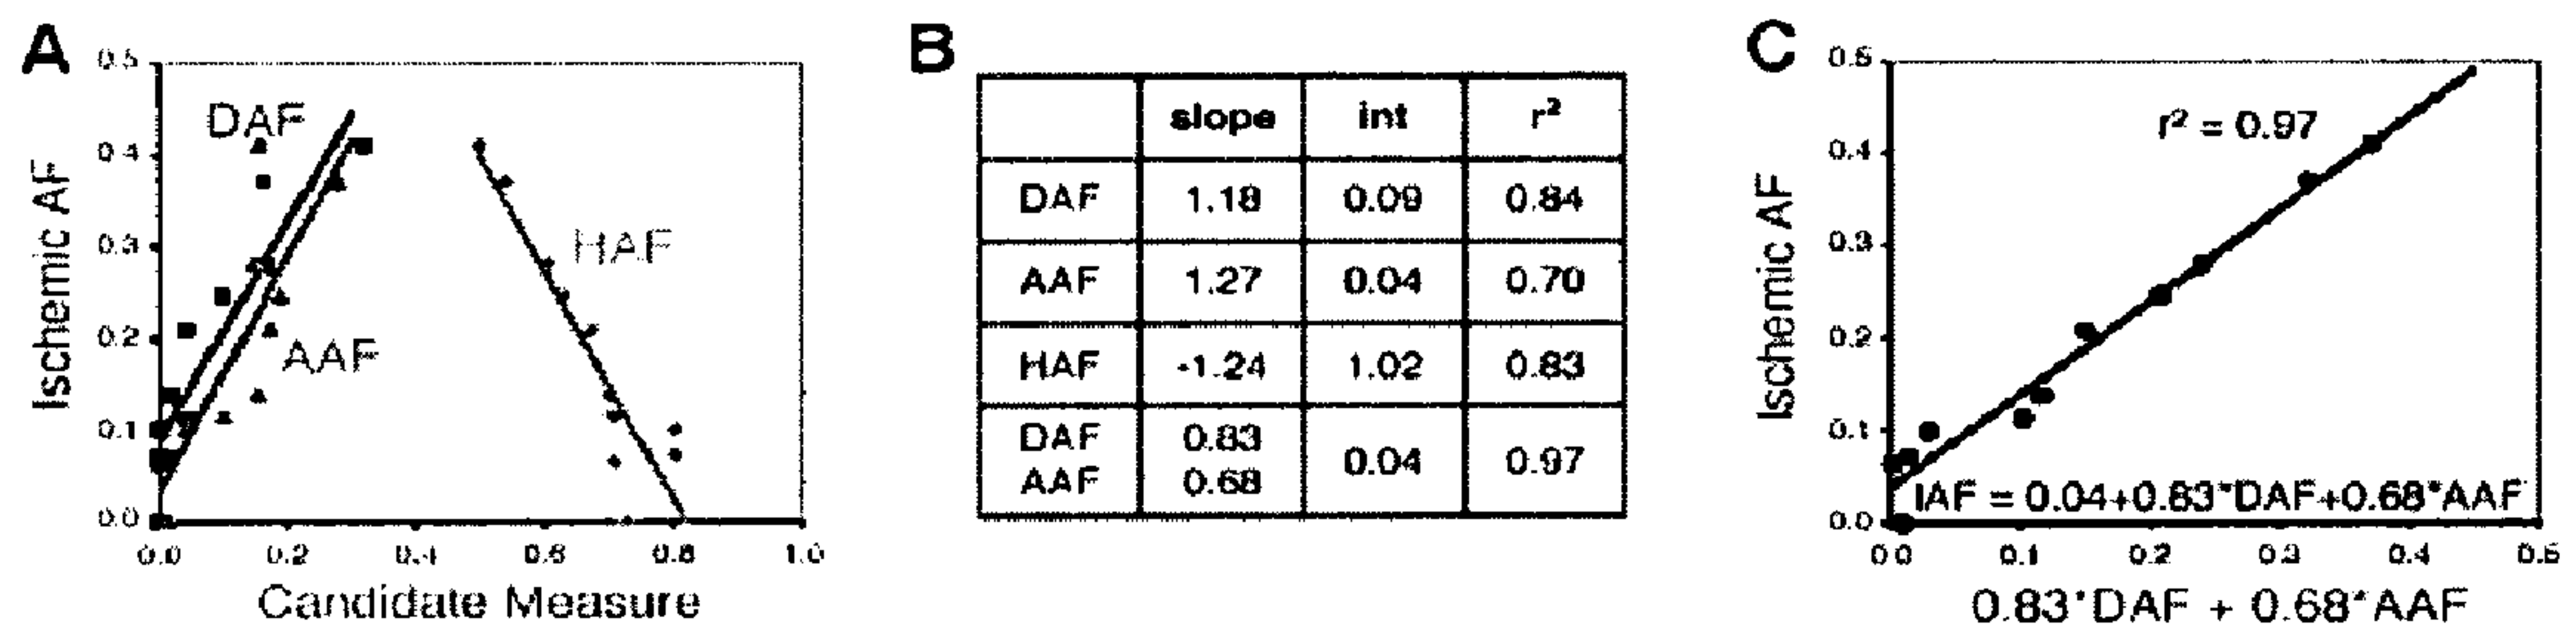 A
0.5
0.4
0.3
0.2
0.1
0.0
Ischemic AF
DAF
HAF
AAF
0.0 0.2 0.4 0.6 0.8 1.0
Candidate Measure
B
slope int r²
DAF 1.18 0.09 0.84
AAF 1.27 0.04 0.70
HAF -1.24 1.02 0.83
DAF 0.83
AAF 0.68
0.04 0.97
C
0.5
0.4
0.3
0.2
0.1
0.0
Ischemic AF
r² = 0.97
IAF = 0.04+0.83*DAF+0.68*AAF
0.0 0.1 0.2 0.3 0.4 0.5
0.83*DAF + 0.68*AAF